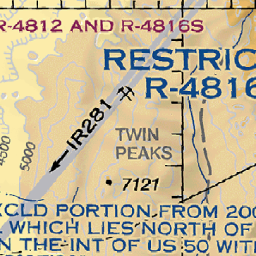 R-4812 AND R-4816S
RESTRIC
R-4816
IR281
TWIN
PEAKS
7121
4500
5000
EXCLD PORTION FROM 200
WHICH LIES NORTH OF
THE INT OF US 50 WIT